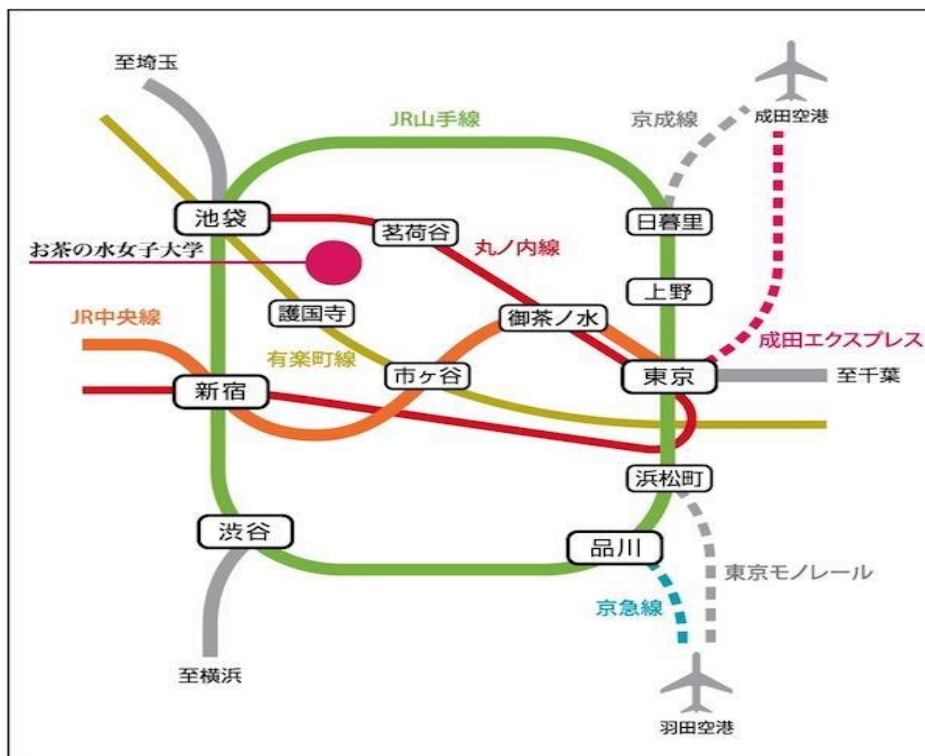 至埼玉
JR山手線
京成線
成田空港
池袋
茗荷谷
日暮里
お茶の水女子大学
丸ノ内線
上野
護国寺
御茶ノ水
JR中央線
成田エクスプレス
有楽町線
市ヶ谷
東京
至千葉
新宿
浜松町
渋谷
品川
東京モノレール
京急線
至横浜
羽田空港